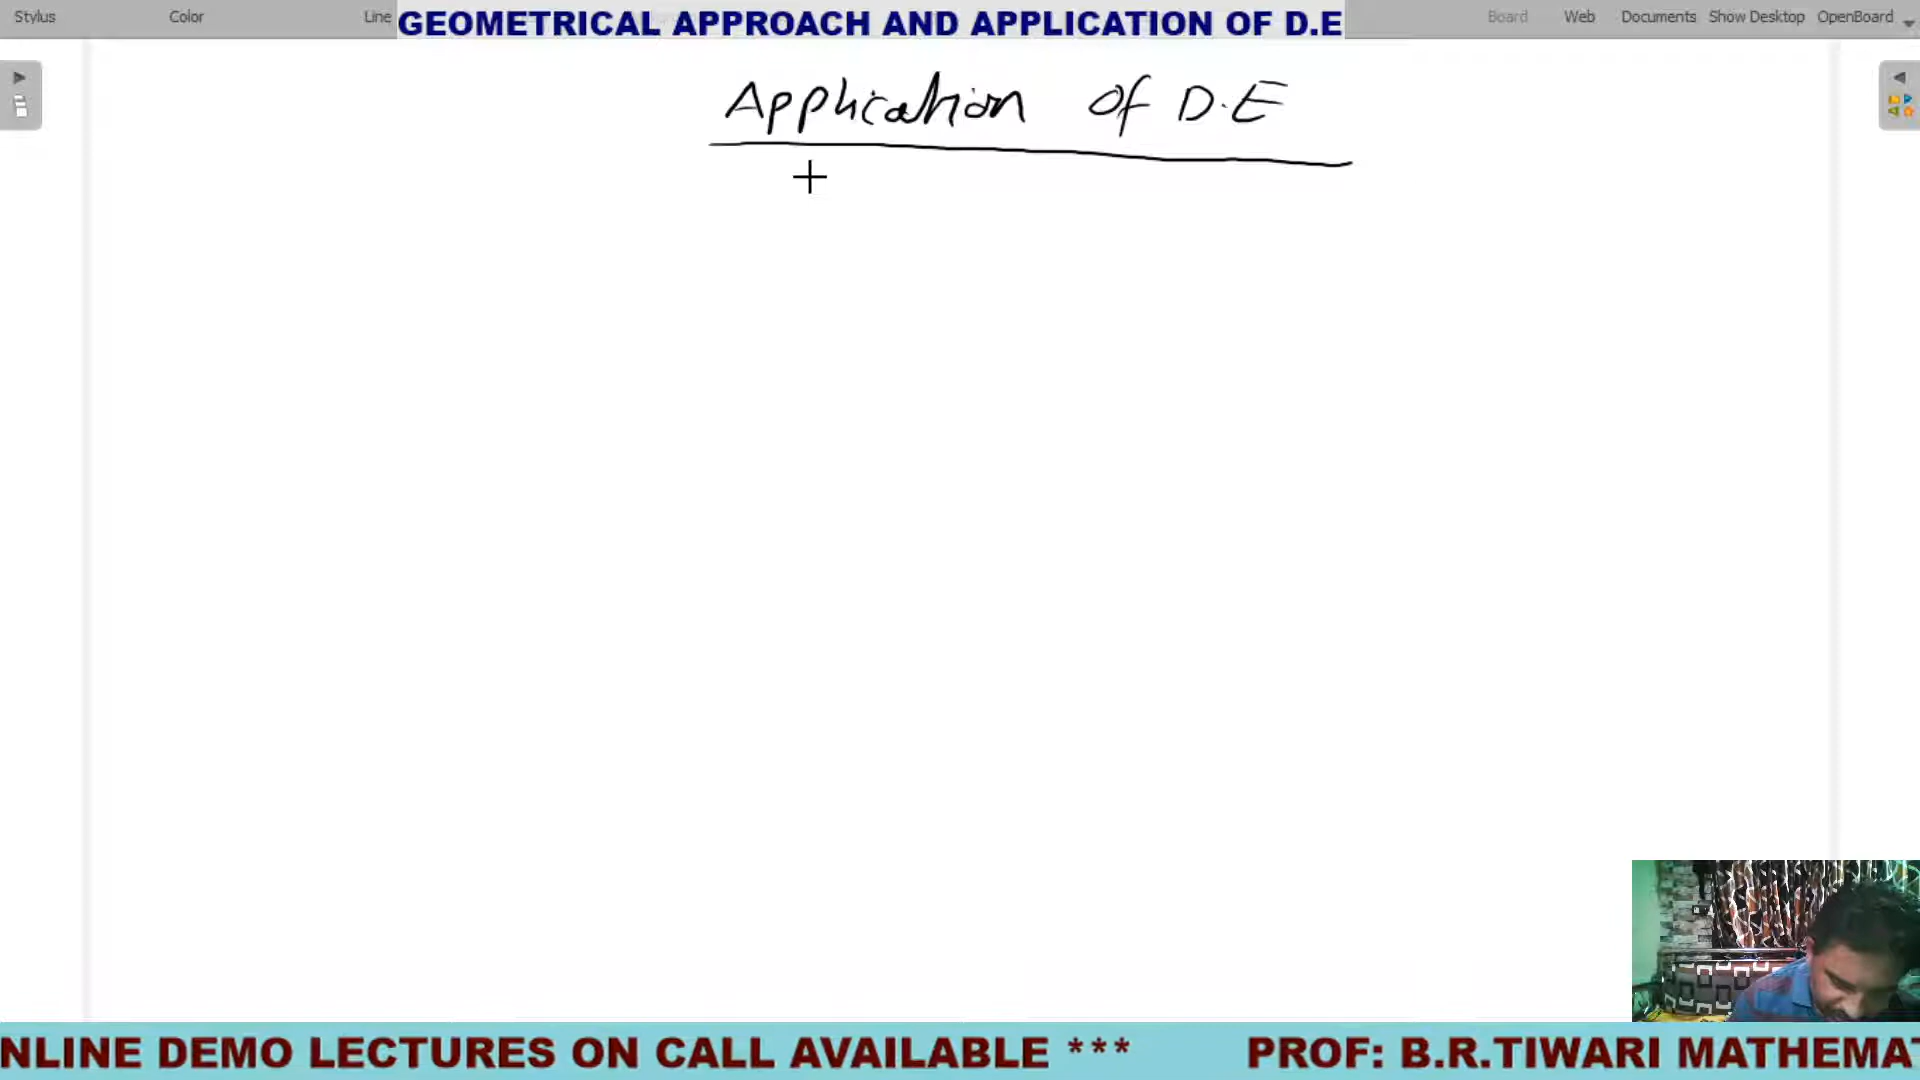 Stylus Color Line GEOMETRICAL APPROACH AND APPLICATION OF D.E Board Web Documents Show Desktop OpenBoard
Application of D.E
NLINE DEMO LECTURES ON CALL AVAILABLE *** PROF: B.R.TIWARI MATHEMAT